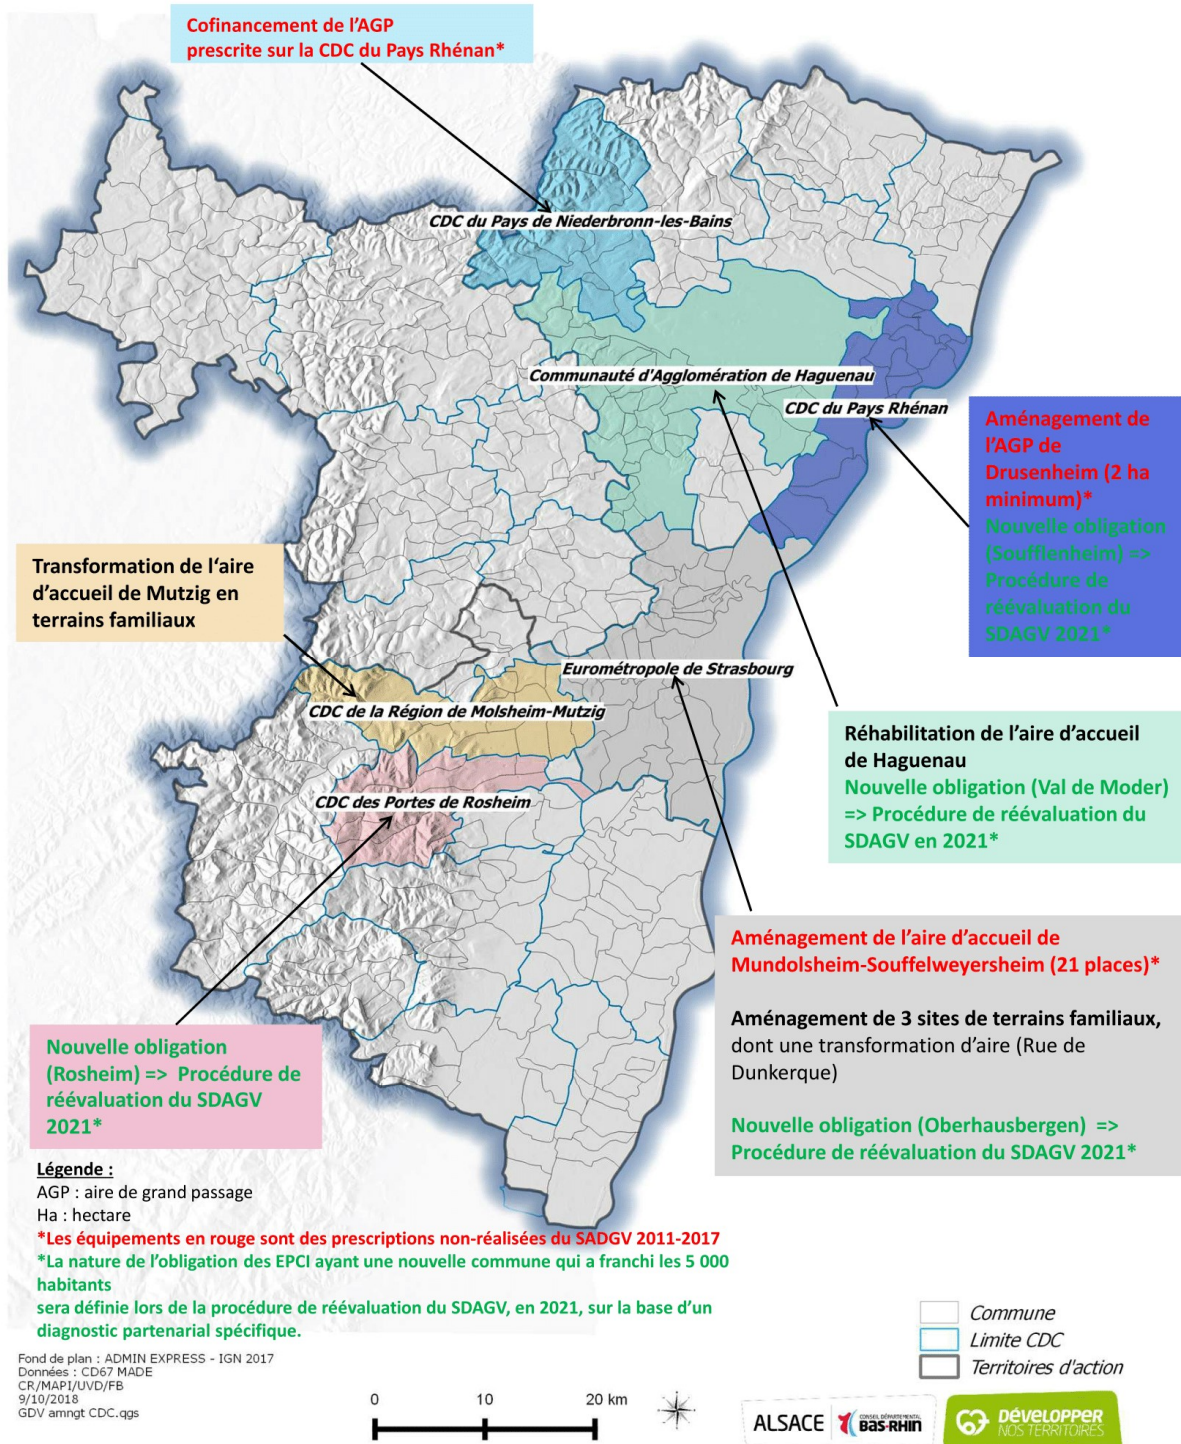 Cofinancement de l'AGP
prescrite sur la CDC du Pays Rhénan*
CDC du Pays de Niederbronn-les-Bains
Communauté d'Agglomération de Haguenau
CDC du Pays Rhénan
Aménagement de
l'AGP de
Drusenheim (2 ha
minimum)*
Nouvelle obligation
(Soufflenheim) =>
Procédure de
réévaluation du
SDAGV 2021*
Transformation de l'aire
d'accueil de Mutzig en
terrains familiaux
Eurométropole de Strasbourg
CDC de la Région de Molsheim-Mutzig
Réhabilitation de l'aire d'accueil
de Haguenau
Nouvelle obligation (Val de Moder)
=> Procédure de réévaluation du
SDAGV en 2021*
CDC des Portes de Rosheim
Aménagement de l'aire d'accueil de
Mundolsheim-Souffelweyersheim (21 places)*
Aménagement de 3 sites de terrains familiaux,
dont une transformation d'aire (Rue de
Dunkerque)
Nouvelle obligation (Oberhausbergen) =>
Procédure de réévaluation du SDAGV 2021*
Nouvelle obligation
(Rosheim) => Procédure de
réévaluation du SDAGV
2021*
Légende :
AGP : aire de grand passage
Ha : hectare
*Les équipements en rouge sont des prescriptions non-réalisées du SADGV 2011-2017
*La nature de l'obligation des EPCI ayant une nouvelle commune qui a franchi les 5 000
habitants
sera définie lors de la procédure de réévaluation du SDAGV, en 2021, sur la base d'un
diagnostic partenarial spécifique.
Commune
Limite CDC
Territoires d'action
Fond de plan : ADMIN EXPRESS - IGN 2017
Données : CD67 MADE
CR/MAPI/UVD/FB
9/10/2018
GDV amngt CDC.qgs
0 10 20 km
ALSACE
CONSEIL DÉPARTEMENTAL
BAS-RHIN
DÉVELOPPER
NOS TERRITOIRES